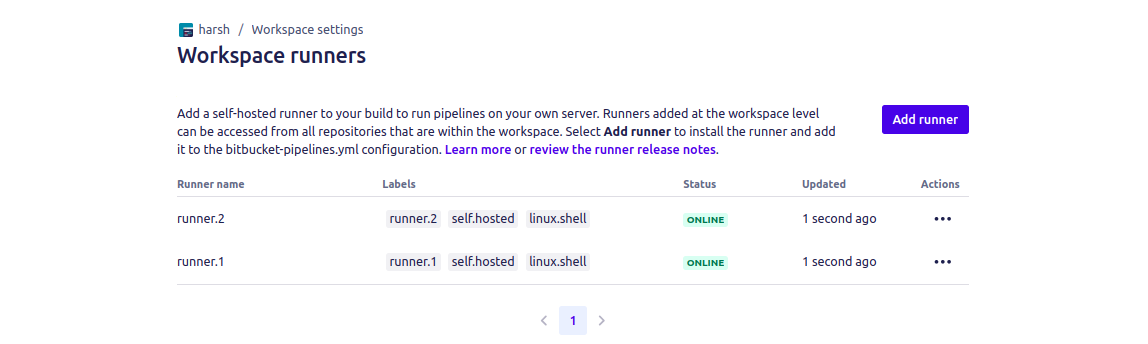 harsh / Workspace settings
Workspace runners
Add a self-hosted runner to your build to run pipelines on your own server. Runners added at the workspace level
can be accessed from all repositories that are within the workspace. Select Add runner to install the runner and add
it to the bitbucket-pipelines.yml configuration. Learn more or review the runner release notes.
Add runner
Runner name Labels Status Updated Actions
runner.2 runner.2 self.hosted linux.shell ONLINE 1 second ago
runner.1 runner.1 self.hosted linux.shell ONLINE 1 second ago
1